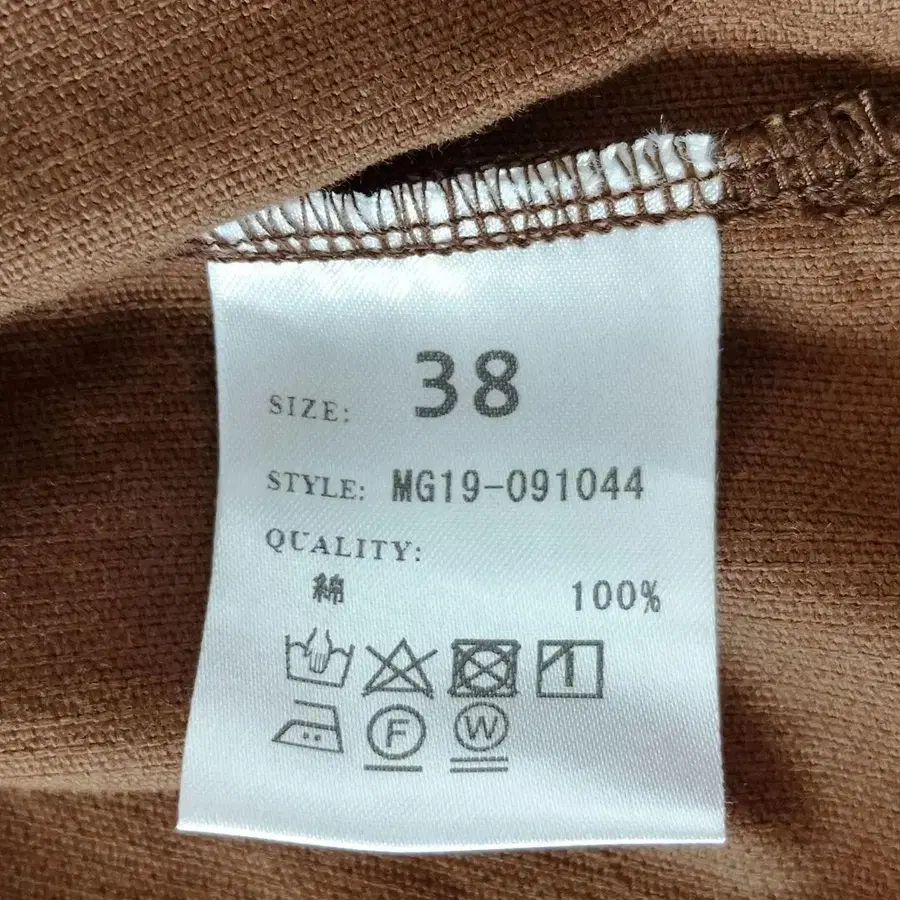 SIZE: 38
STYLE: MG19-091044
QUALITY:
綿 100%
F W